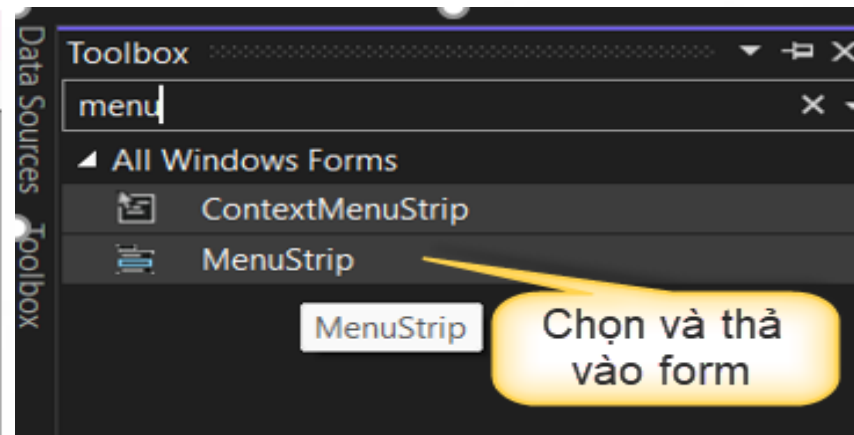 Data Sources
Toolbox
Toolbox
menu
All Windows Forms
ContextMenuStrip
MenuStrip
MenuStrip
Chọn và thả
vào form